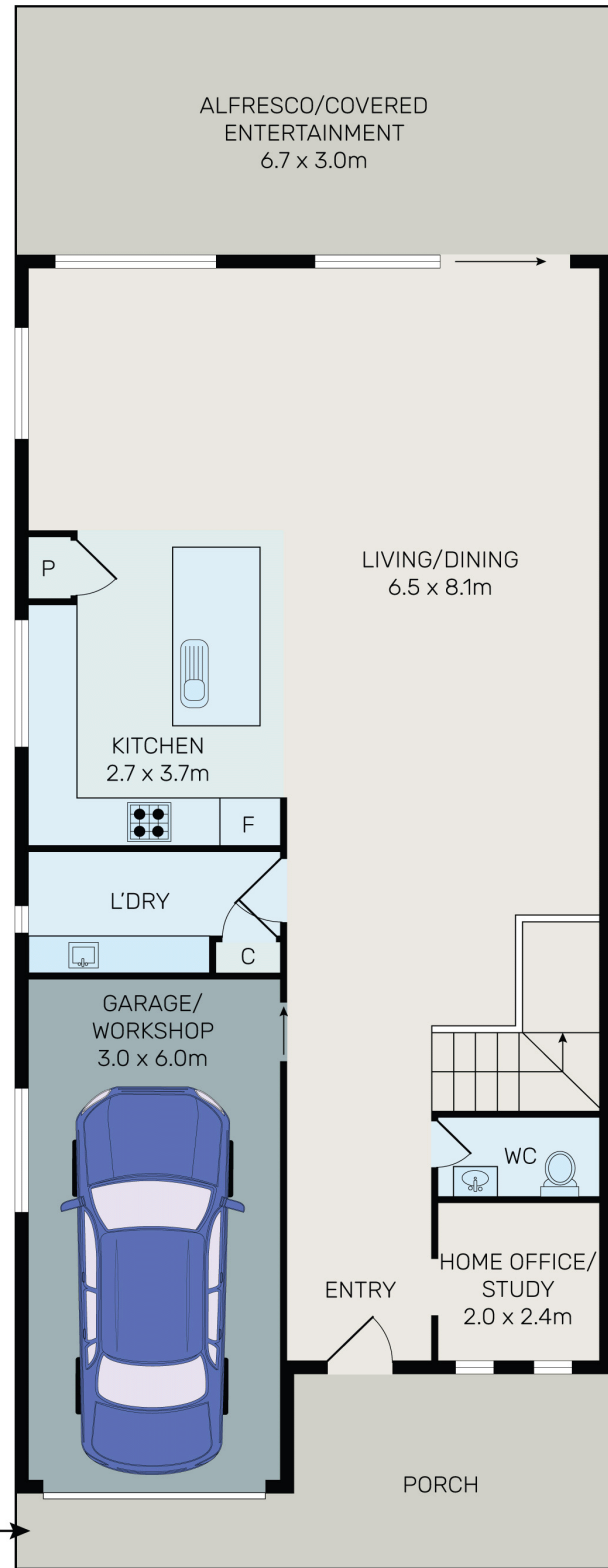 ALFRESCO/COVERED
ENTERTAINMENT
6.7 x 3.0m
LIVING/DINING
6.5 x 8.1m
P
KITCHEN
2.7 x 3.7m
F
L'DRY
C
GARAGE/
WORKSHOP
3.0 x 6.0m
WC
HOME OFFICE/
STUDY
2.0 x 2.4m
ENTRY
PORCH